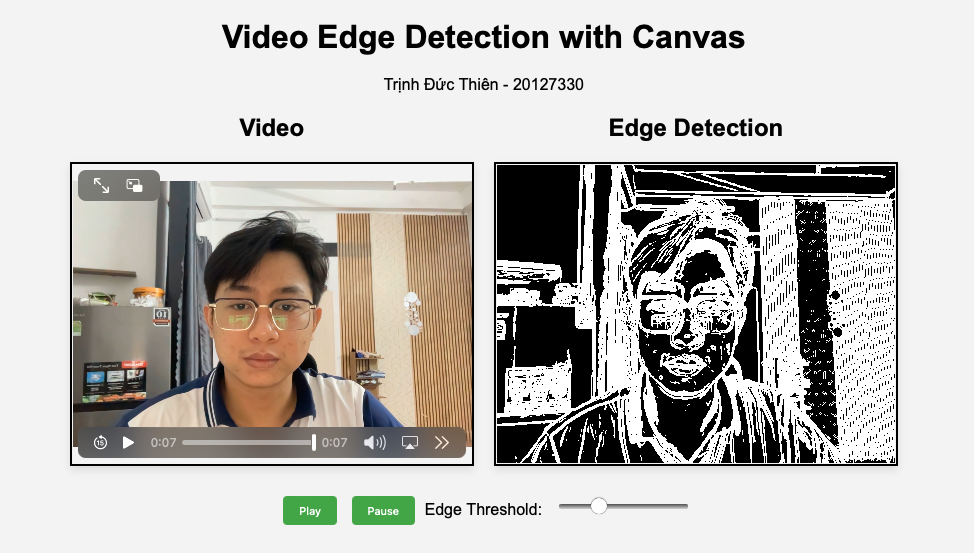 Video Edge Detection with Canvas
Trịnh Đức Thiên - 20127330
Video
Edge Detection
15
0:07
0:07
Play
Pause
Edge Threshold: